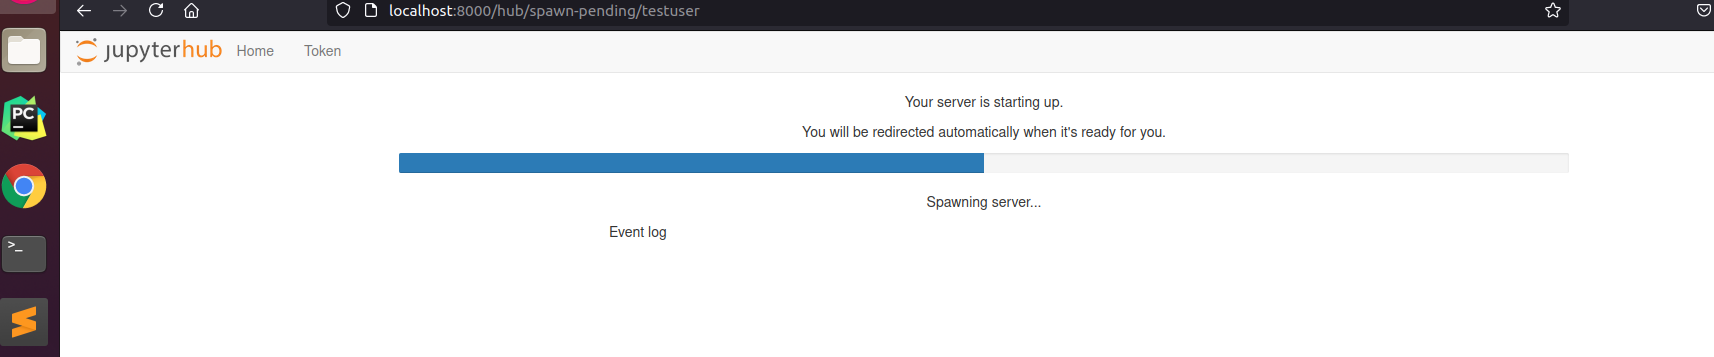 localhost:8000/hub/spawn-pending/testuser
jupyterhub Home Token
Your server is starting up.
You will be redirected automatically when it's ready for you.
PC
Spawning server...
Event log
>_